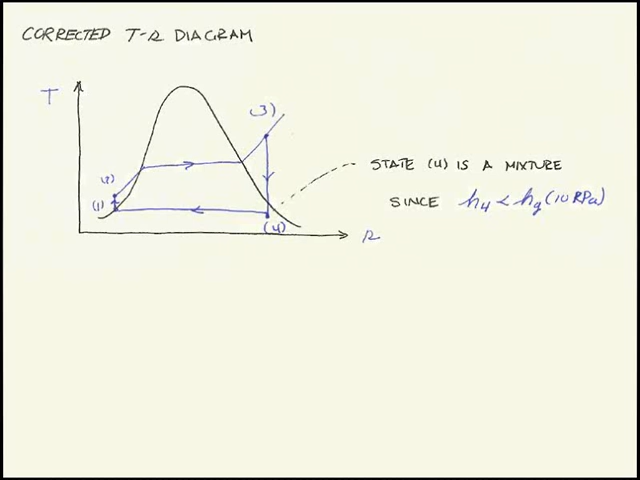 CORRECTED T-s DIAGRAM
T
(3)
(2)
(1)
(4)
s
STATE (4) IS A MIXTURE
SINCE h4 < hg (10 kPa)